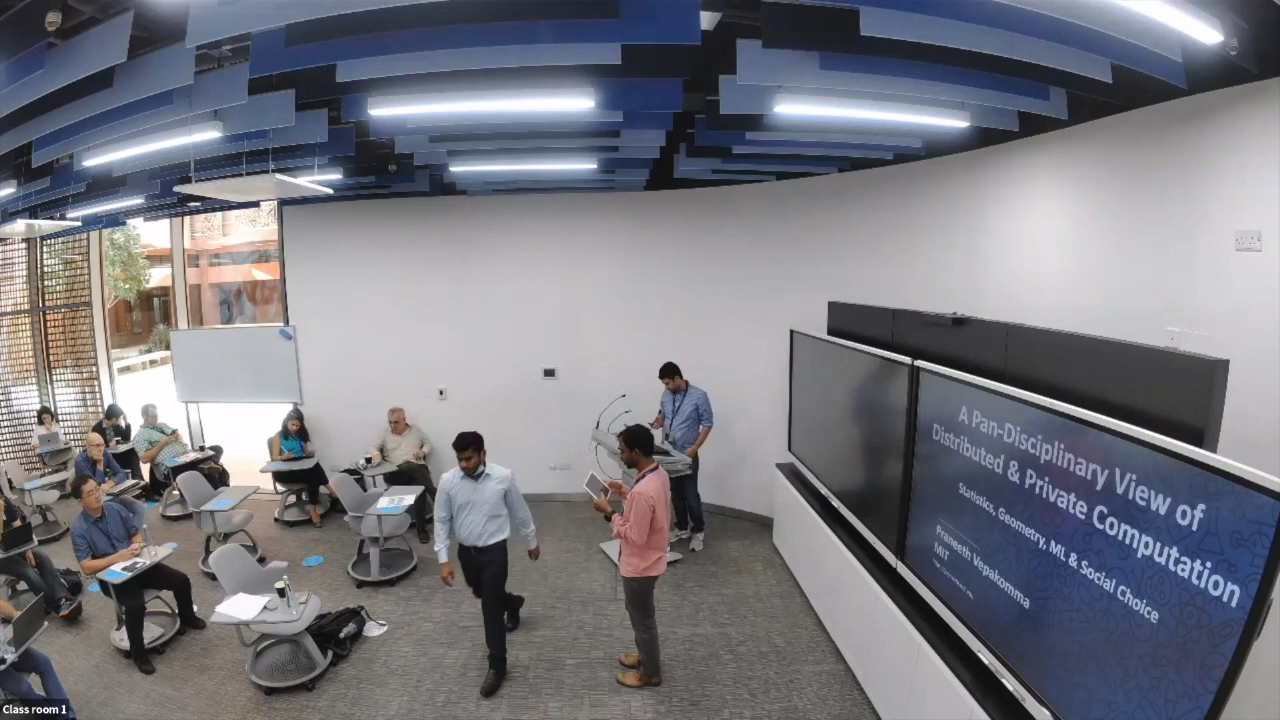 A Pan-Disciplinary View of
Distributed & Private Computation
Statistics, Geometry, ML & Social Choice
Praneeth Vepakomma
MIT
Class room 1